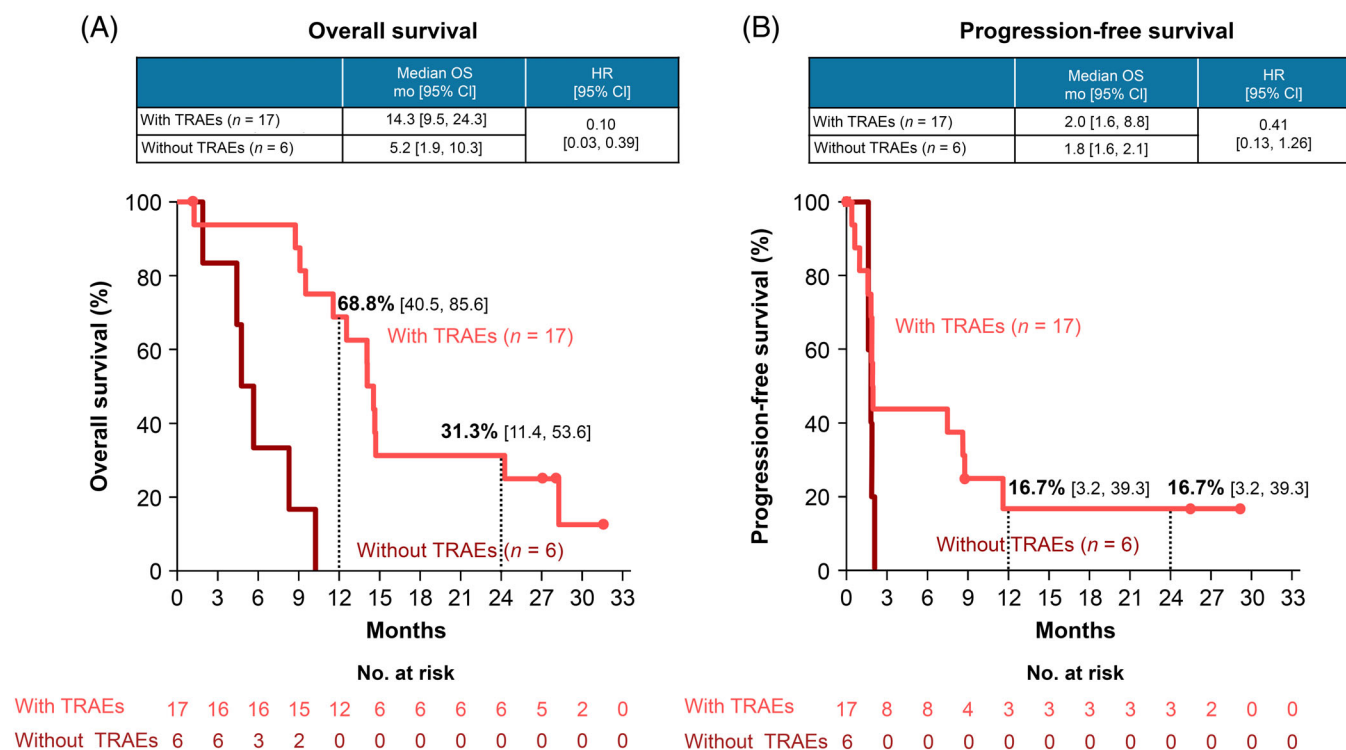 (A)
Overall survival
Median OS
mo [95% CI]
HR
[95% CI]
With TRAEs (n = 17)
14.3 [9.5, 24.3]
0.10
[0.03, 0.39]
Without TRAEs (n = 6)
5.2 [1.9, 10.3]
Overall survival (%)
100
80
60
40
20
0
68.8% [40.5, 85.6]
With TRAEs (n = 17)
31.3% [11.4, 53.6]
Without TRAEs (n = 6)
0 3 6 9 12 15 18 21 24 27 30 33
Months
No. at risk
With TRAEs 17 16 16 15 12 6 6 6 6 5 2 0
Without TRAEs 6 6 3 2 0 0 0 0 0 0 0 0
(B)
Progression-free survival
Median OS
mo [95% CI]
HR
[95% CI]
With TRAEs (n = 17)
2.0 [1.6, 8.8]
0.41
[0.13, 1.26]
Without TRAEs (n = 6)
1.8 [1.6, 2.1]
Progression-free survival (%)
100
80
60
40
20
0
With TRAEs (n = 17)
16.7% [3.2, 39.3]
16.7% [3.2, 39.3]
Without TRAEs (n = 6)
0 3 6 9 12 15 18 21 24 27 30 33
Months
No. at risk
With TRAEs 17 8 8 4 3 3 3 3 3 2 0 0
Without TRAEs 6 0 0 0 0 0 0 0 0 0 0 0